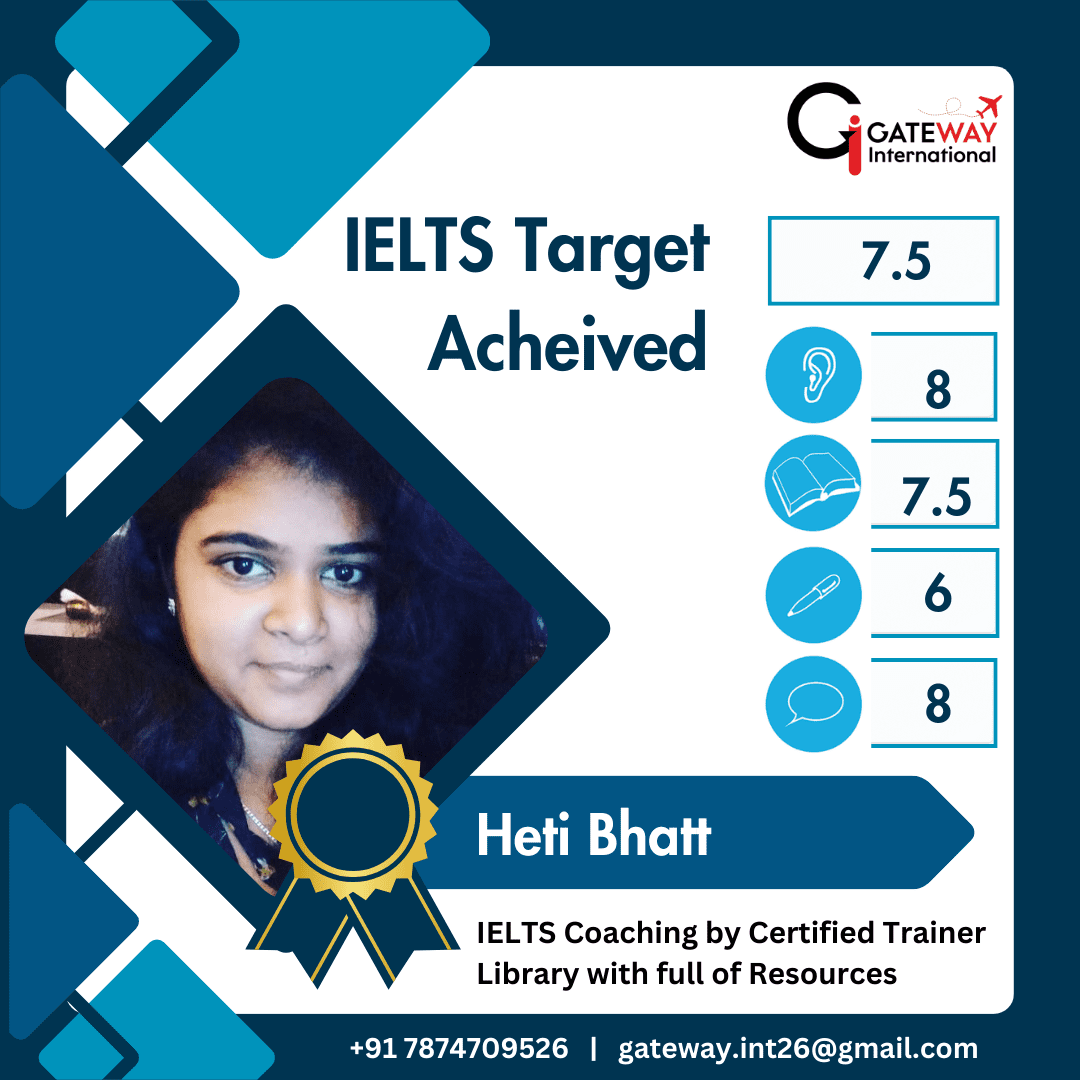 Gi GATEWAY
International
IELTS Target
Acheived
7.5
8
7.5
6
8
Heti Bhatt
IELTS Coaching by Certified Trainer
Library with full of Resources
+91 7874709526 | gateway.int26@gmail.com